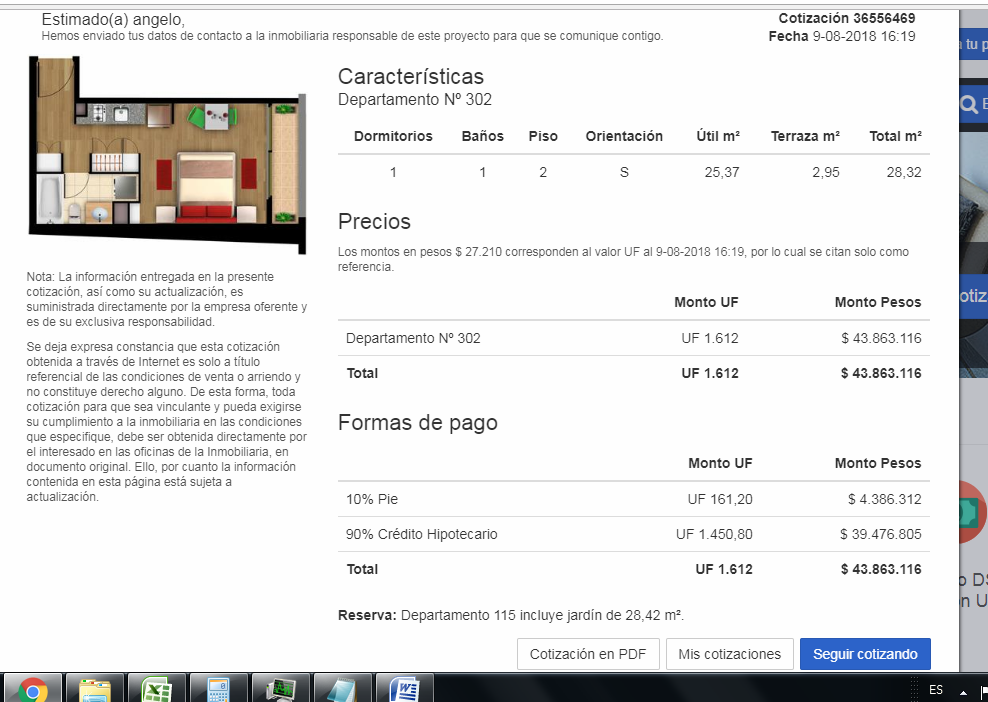 Estimado(a) angelo,
Hemos enviado tus datos de contacto a la inmobiliaria responsable de este proyecto para que se comunique contigo.
Cotización 36556469
Fecha 9-08-2018 16:19
Características
Departamento Nº 302
Dormitorios Baños Piso Orientación Útil m² Terraza m² Total m²
1 1 2 S 25,37 2,95 28,32
Precios
Los montos en pesos $ 27.210 corresponden al valor UF al 9-08-2018 16:19, por lo cual se citan solo como
referencia.
Monto UF Monto Pesos
Departamento Nº 302 UF 1.612 $ 43.863.116
Total UF 1.612 $ 43.863.116
Formas de pago
Monto UF Monto Pesos
10% Pie UF 161,20 $ 4.386.312
90% Crédito Hipotecario UF 1.450,80 $ 39.476.805
Total UF 1.612 $ 43.863.116
Reserva: Departamento 115 incluye jardín de 28,42 m².
Cotización en PDF Mis cotizaciones Seguir cotizando
Nota: La información entregada en la presente
cotización, así como su actualización, es
suministrada directamente por la empresa oferente y
es de su exclusiva responsabilidad.
Se deja expresa constancia que esta cotización
obtenida a través de Internet es solo a título
referencial de las condiciones de venta o arriendo y
no constituye derecho alguno. De esta forma, toda
cotización para que sea vinculante y pueda exigirse
su cumplimiento a la inmobiliaria en las condiciones
que especifique, debe ser obtenida directamente por
el interesado en las oficinas de la Inmobiliaria, en
documento original. Ello, por cuanto la información
contenida en esta página está sujeta a
actualización.
a tu p
E
otiz
o DS
n U
ES